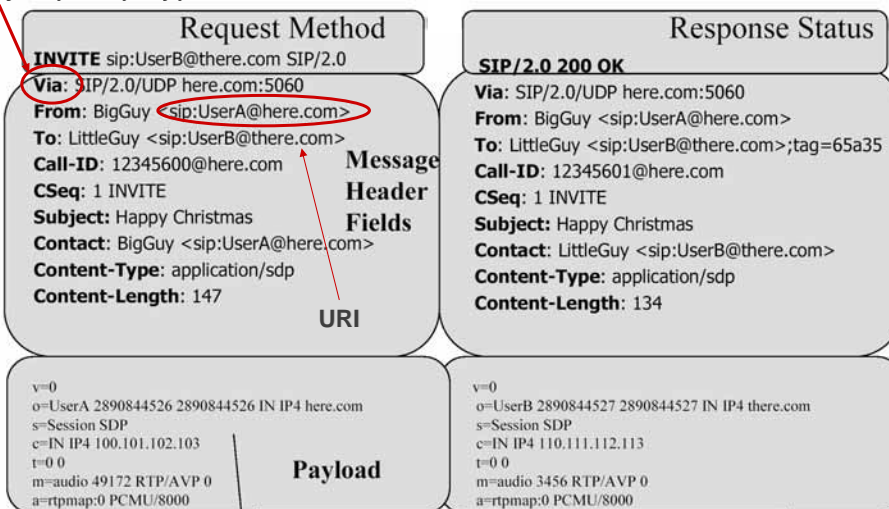 Request Method
INVITE sip:UserB@there.com SIP/2.0
Via: SIP/2.0/UDP here.com:5060
From: BigGuy <sip:UserA@here.com>
To: LittleGuy <sip:UserB@there.com>
Call-ID: 12345600@here.com
CSeq: 1 INVITE
Subject: Happy Christmas
Contact: BigGuy <sip:UserA@here.com>
Content-Type: application/sdp
Content-Length: 147
Message
Header
Fields
URI
v=0
o=UserA 2890844526 2890844526 IN IP4 here.com
s=Session SDP
c=IN IP4 100.101.102.103
t=0 0
m=audio 49172 RTP/AVP 0
a=rtpmap:0 PCMU/8000
Payload
Response Status
SIP/2.0 200 OK
Via: SIP/2.0/UDP here.com:5060
From: BigGuy <sip:UserA@here.com>
To: LittleGuy <sip:UserB@there.com>;tag=65a35
Call-ID: 12345601@here.com
CSeq: 1 INVITE
Subject: Happy Christmas
Contact: LittleGuy <sip:UserB@there.com>
Content-Type: application/sdp
Content-Length: 134
v=0
o=UserB 2890844527 2890844527 IN IP4 there.com
s=Session SDP
c=IN IP4 110.111.112.113
t=0 0
m=audio 3456 RTP/AVP 0
a=rtpmap:0 PCMU/8000